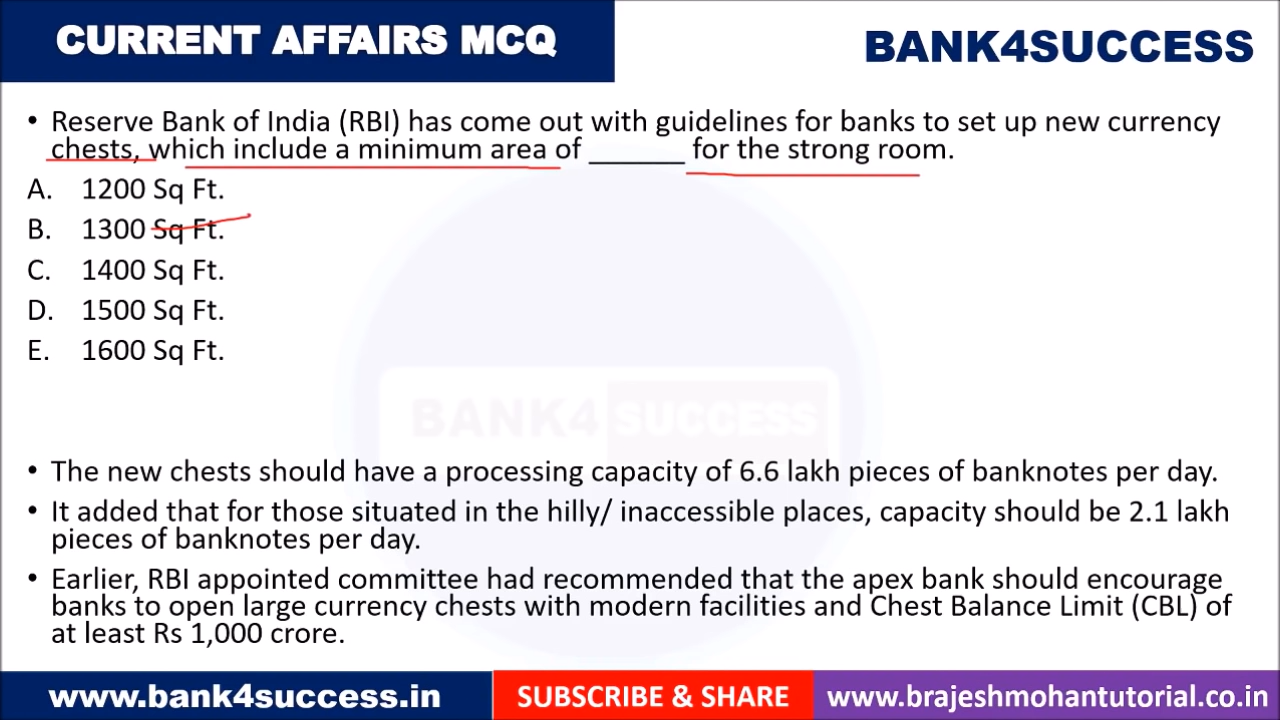 CURRENT AFFAIRS MCQ
BANK4SUCCESS
• Reserve Bank of India (RBI) has come out with guidelines for banks to set up new currency
chests, which include a minimum area of _______ for the strong room.
A. 1200 Sq Ft.
B. 1300 Sq Ft.
C. 1400 Sq Ft.
D. 1500 Sq Ft.
E. 1600 Sq Ft.
BANK4 SUCCESS
• The new chests should have a processing capacity of 6.6 lakh pieces of banknotes per day.
• It added that for those situated in the hilly/ inaccessible places, capacity should be 2.1 lakh
pieces of banknotes per day.
• Earlier, RBI appointed committee had recommended that the apex bank should encourage
banks to open large currency chests with modern facilities and Chest Balance Limit (CBL) of
at least Rs 1,000 crore.
www.bank4success.in
SUBSCRIBE & SHARE
www.brajeshmohantutorial.co.in